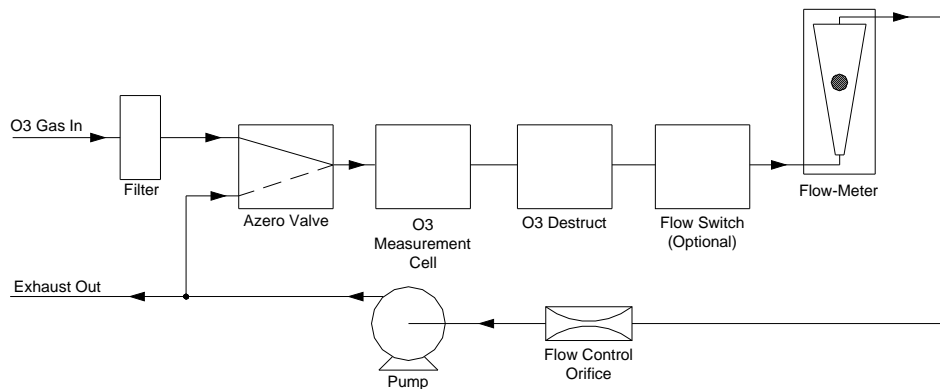 O3 Gas In
Filter
Azero Valve
O3
Measurement
Cell
O3 Destruct
Flow Switch
(Optional)
Flow-Meter
Exhaust Out
Pump
Flow Control
Orifice